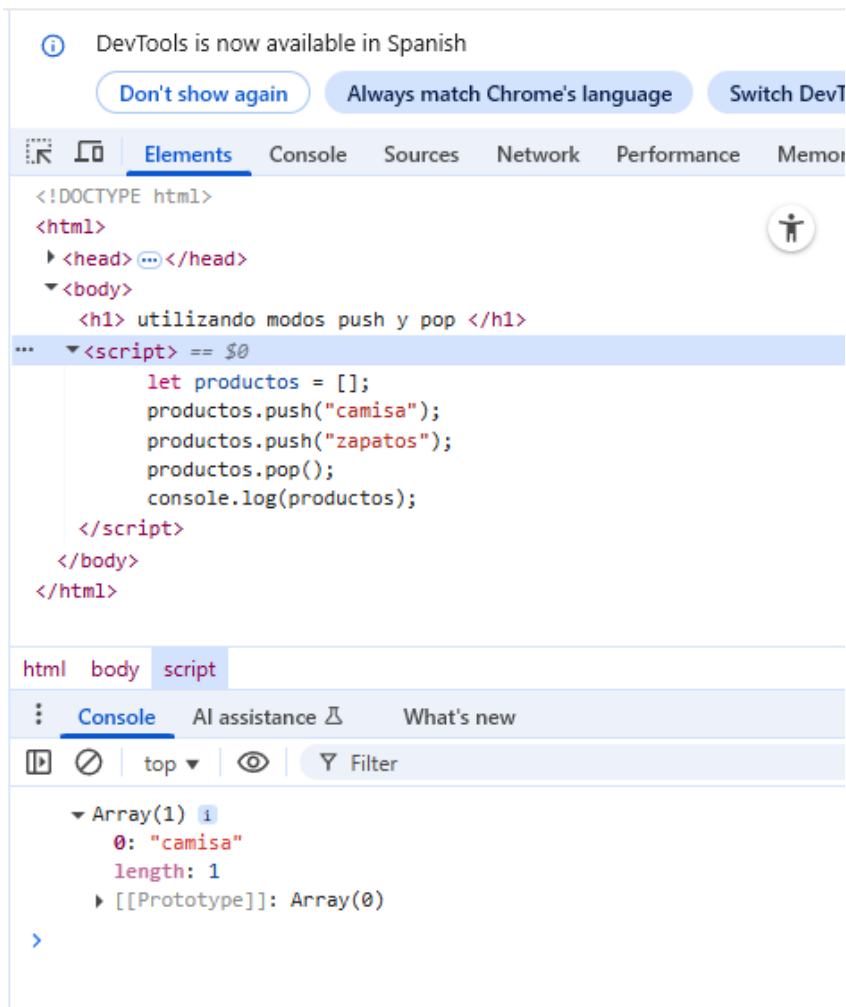 DevTools is now available in Spanish
Don't show again Always match Chrome's language Switch DevT
Elements Console Sources Network Performance Memor
<!DOCTYPE html>
<html>
<head> ⋯ </head>
<body>
<h1> utilizando modos push y pop </h1>
... <script> == $0
let productos = [];
productos.push("camisa");
productos.push("zapatos");
productos.pop();
console.log(productos);
</script>
</body>
</html>
html body script
Console AI assistance What's new
top Filter
Array(1) i
0: "camisa"
length: 1
[[Prototype]]: Array(0)
>